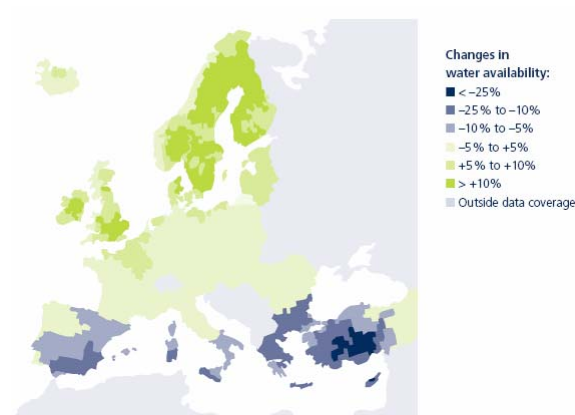 Changes in
water availability:
< –25%
–25% to –10%
–10% to –5%
–5% to +5%
+5% to +10%
> +10%
Outside data coverage